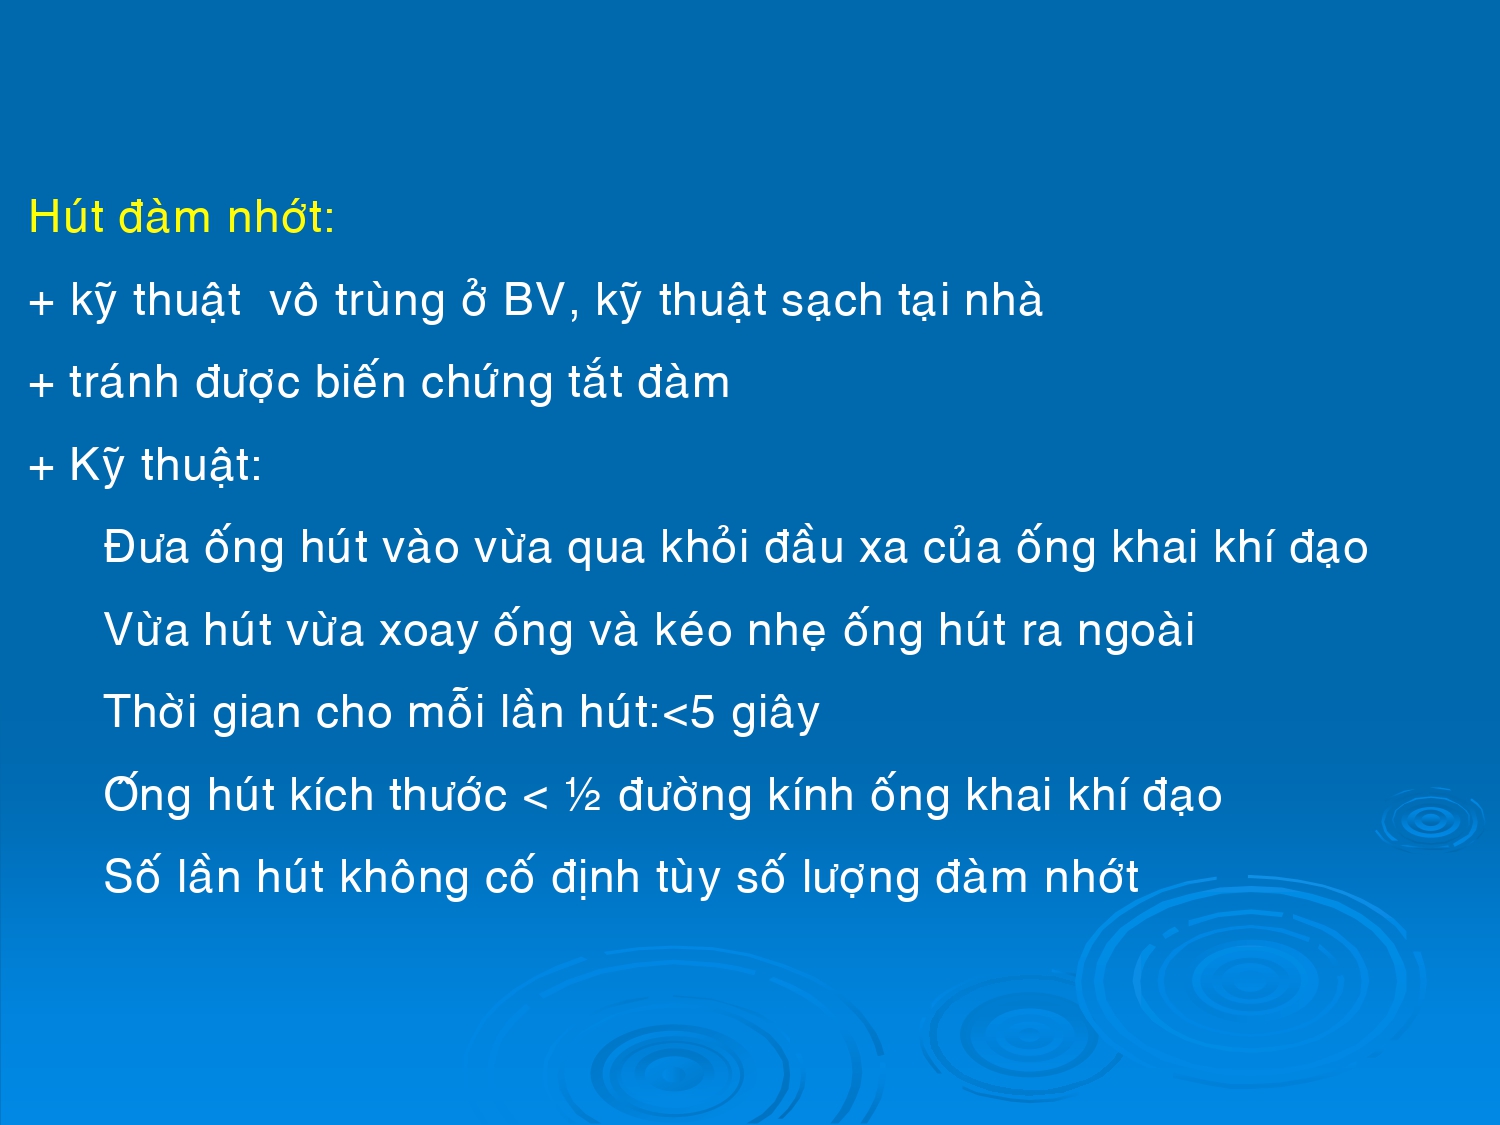 Hút đàm nhớt:
+ kỹ thuật  vô trùng ở BV, kỹ thuật sạch tại nhà
+ tránh được biến chứng tắt đàm
+ Kỹ thuật:
Đưa ống hút vào vừa qua khỏi đầu xa của ống khai khí đạo
Vừa hút vừa xoay ống và kéo nhẹ ống hút ra ngoài
Thời gian cho mỗi lần hút:<5 giây
Ống hút kích thước < ½ đường kính ống khai khí đạo
Số lần hút không cố định tùy số lượng đàm nhớt